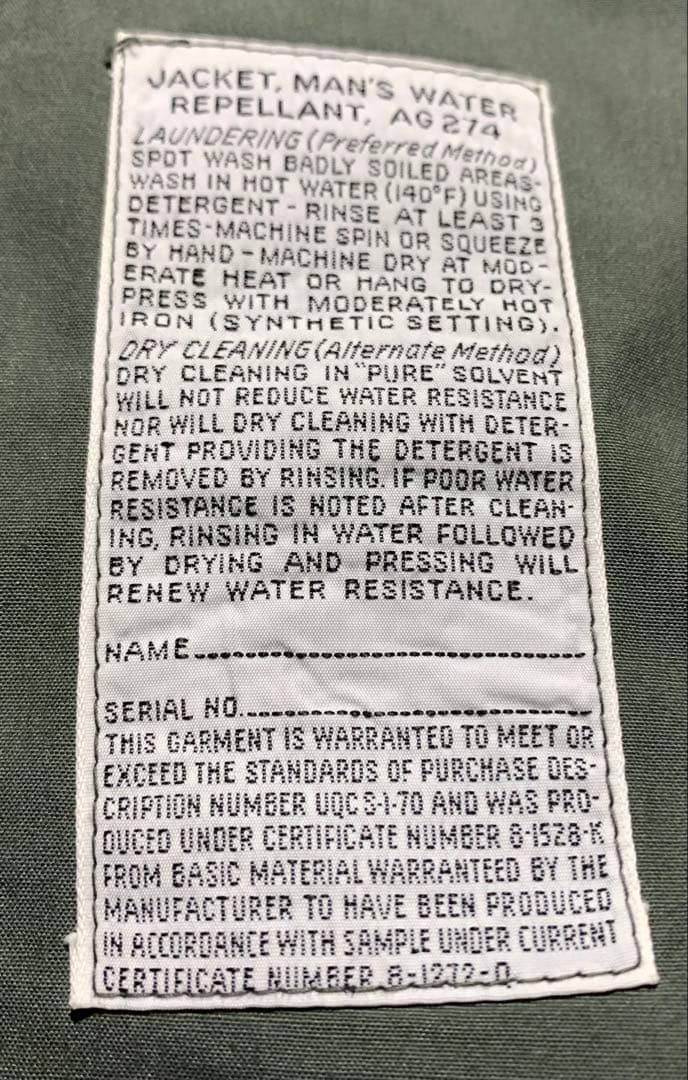 JACKET, MAN'S WATER
REPELLANT, AG 274
LAUNDERING (Preferred Method)
SPOT WASH BADLY SOILED AREAS-
WASH IN HOT WATER (140°F) USING
DETERGENT - RINSE AT LEAST 3
TIMES-MACHINE SPIN OR SQUEEZE
BY HAND - MACHINE DRY AT MOD-
ERATE HEAT OR HANG TO DRY-
PRESS WITH MODERATELY HOT
IRON (SYNTHETIC SETTING).
DRY CLEANING (Alternate Method)
DRY CLEANING IN "PURE" SOLVENT
WILL NOT REDUCE WATER RESISTANCE
NOR WILL DRY CLEANING WITH DETER-
GENT PROVIDING THE DETERGENT IS
REMOVED BY RINSING. IF POOR WATER
RESISTANCE IS NOTED AFTER CLEAN-
ING, RINSING IN WATER FOLLOWED
BY DRYING AND PRESSING WILL
RENEW WATER RESISTANCE.
NAME
SERIAL NO.
THIS GARMENT IS WARRANTED TO MEET OR
EXCEED THE STANDARDS OF PURCHASE DES-
CRIPTION NUMBER UQC S-1-70 AND WAS PRO-
DUCED UNDER CERTIFICATE NUMBER 8-1528-K
FROM BASIC MATERIAL WARRANTEED BY THE
MANUFACTURER TO HAVE BEEN PRODUCED
IN ACCORDANCE WITH SAMPLE UNDER CURRENT
CERTIFICATE NUMBER 8-1272-Q